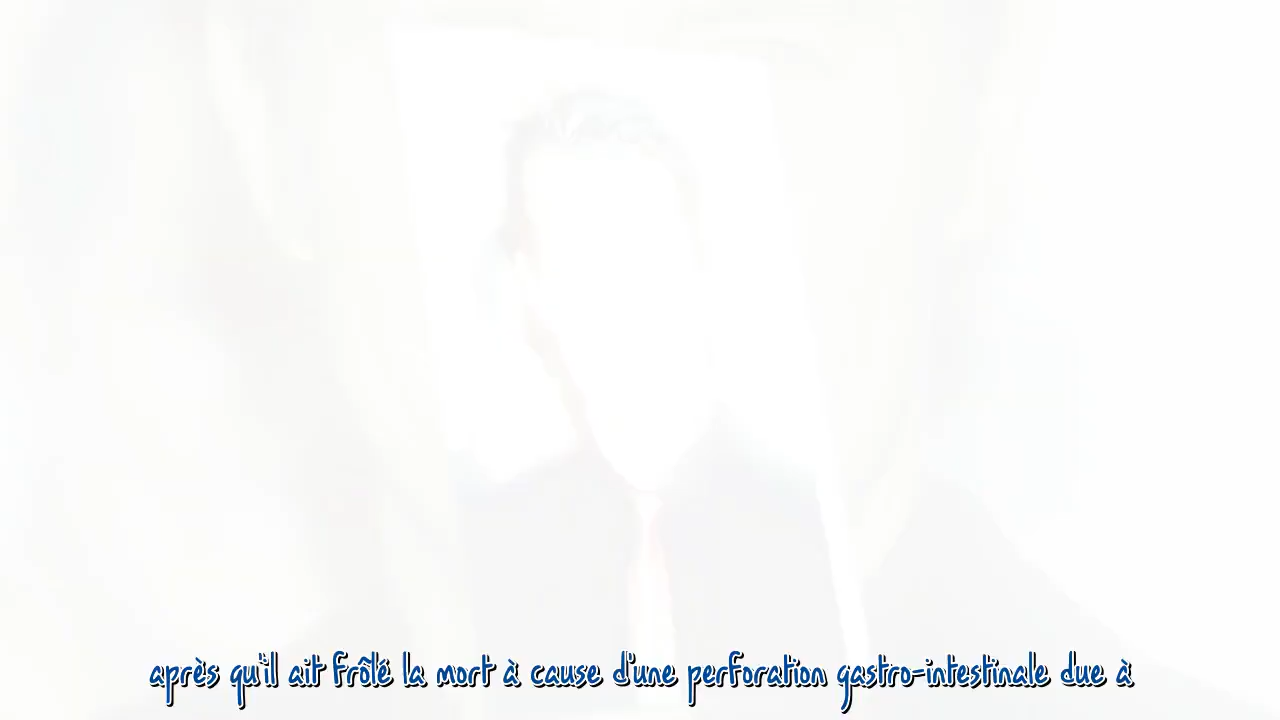 après qu'il ait frôlé la mort à cause d'une perforation gastro-intestinale due à